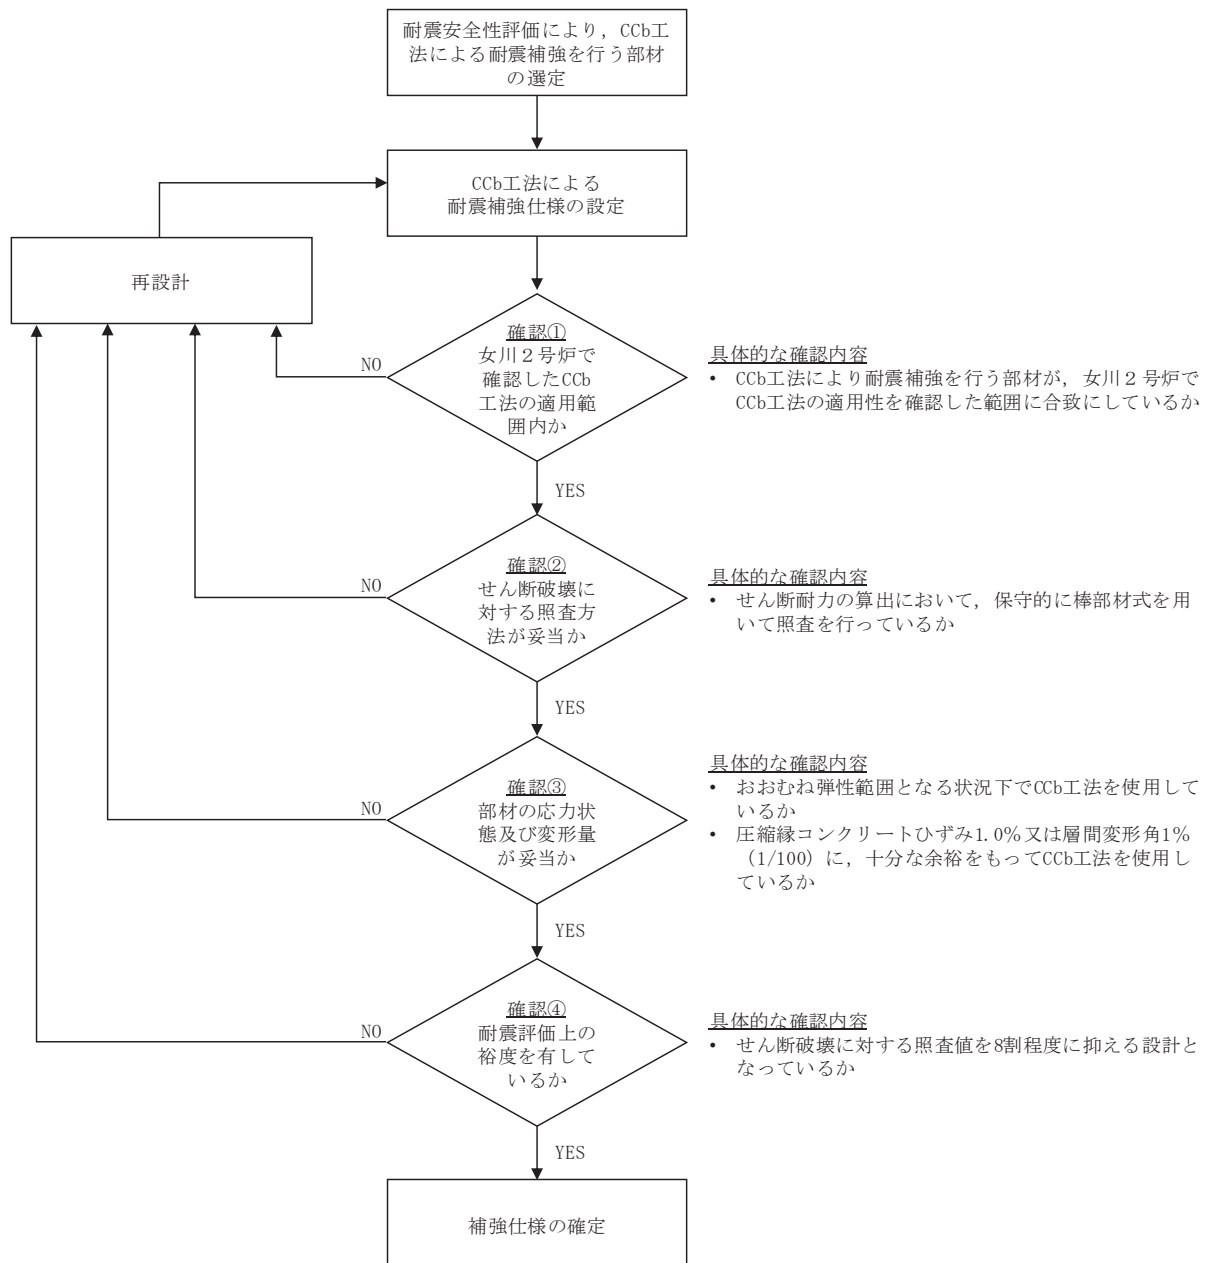 耐震安全性評価により，CCb工
法による耐震補強を行う部材
の選定
CCb工法による
耐震補強仕様の設定
再設計
確認①
女川２号炉で
確認したCCb
工法の適用範
囲内か
NO
具体的な確認内容
• CCb工法により耐震補強を行う部材が，女川２号炉で
CCb工法の適用性を確認した範囲に合致にしているか
YES
確認②
せん断破壊に
対する照査方
法が妥当か
NO
具体的な確認内容
• せん断耐力の算出において，保守的に棒部材式を用
いて照査を行っているか
YES
確認③
部材の応力状
態及び変形量
が妥当か
NO
具体的な確認内容
• おおむね弾性範囲となる状況下でCCb工法を使用して
いるか
• 圧縮縁コンクリートひずみ1.0％又は層間変形角1％
（1/100）に，十分な余裕をもってCCb工法を使用し
ているか
YES
確認④
耐震評価上の
裕度を有して
いるか
NO
具体的な確認内容
• せん断破壊に対する照査値を8割程度に抑える設計と
なっているか
YES
補強仕様の確定